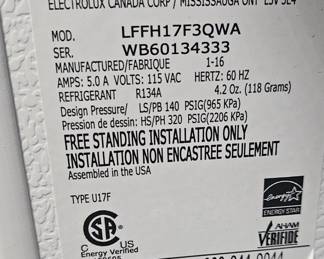 ELECTROLUX CANADA CORP / MISSISSAUGA ONT L5V 3E4
MOD. LFFH17F3QWA
SER. WB60134333
MANUFACTURED/FABRIQUE 1-16
AMPS: 5.0 A VOLTS: 115 VAC HERTZ: 60 HZ
REFRIGERANT R134A 4.2 Oz. (118 Grams)
Design Pressure/ LS/PB 140 PSIG(965 KPa)
Pression de dessin: HS/PH 320 PSIG(2206 KPa)
FREE STANDING INSTALLATION ONLY
INSTALLATION NON ENCASTREE SEULEMENT
Assembled in the USA
TYPE U17F
SA
C US
Energy Verified
energy
ENERGY STAR
AHAM
VERIFIDE